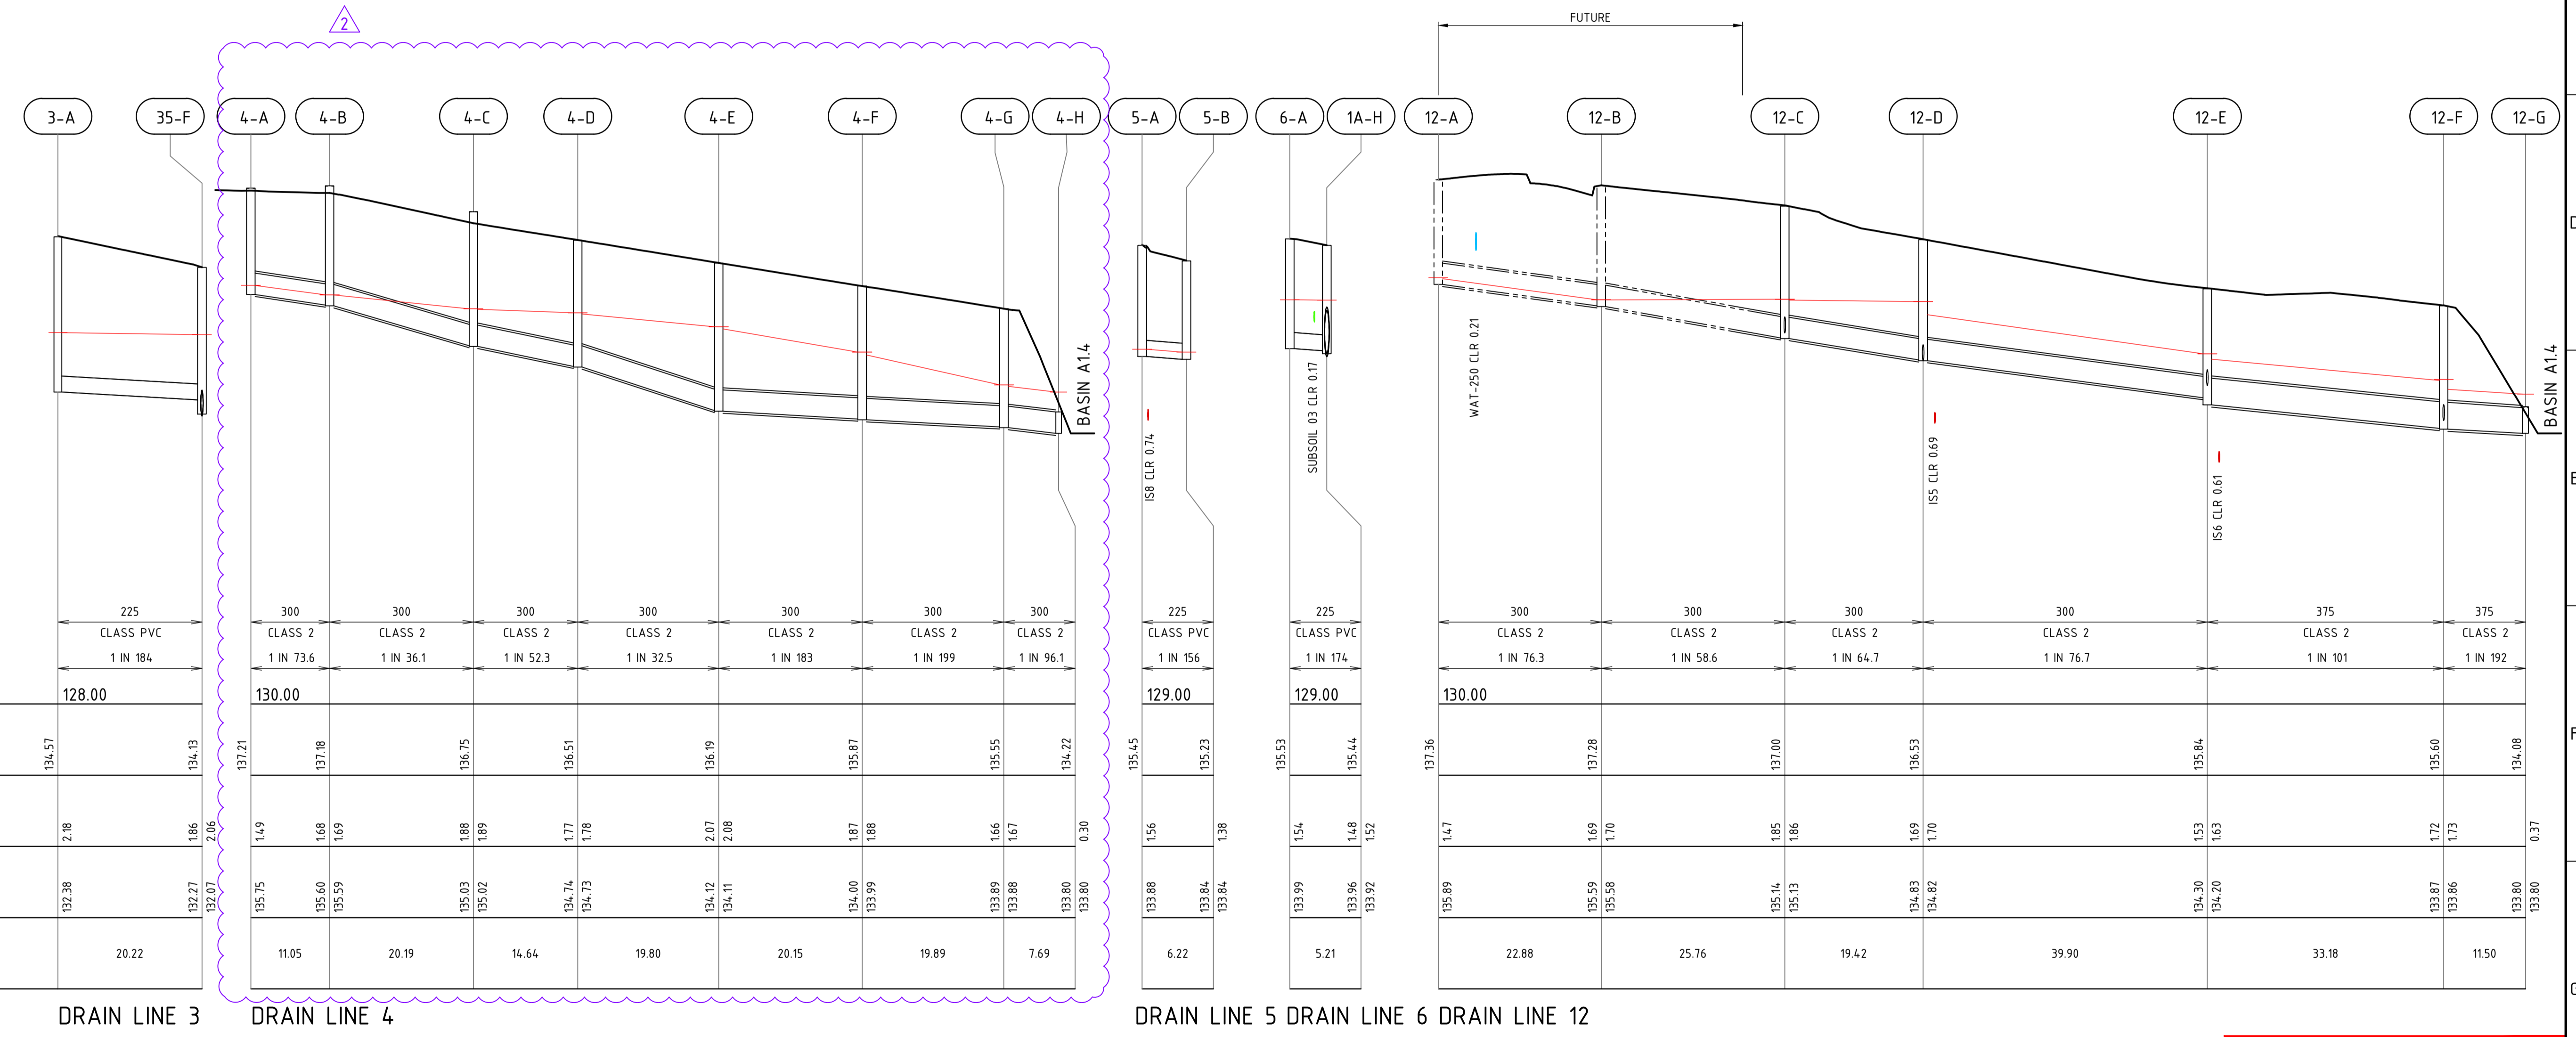 FUTURE
2
3-A 35-F 4-A 4-B 4-C 4-D 4-E 4-F 4-G 4-H 5-A 5-B 6-A 1A-H 12-A 12-B 12-C 12-D 12-E 12-F 12-G
BASIN A1.4
IS8 CLR 0.74
SUBSOIL 03 CLR 0.17
WAT-250 CLR 0.21
IS5 CLR 0.69
IS6 CLR 0.61
BASIN A1.4
225 300 300 300 300 300 300 300 225 225 300 300 300 300 375 375
CLASS PVC CLASS 2 CLASS 2 CLASS 2 CLASS 2 CLASS 2 CLASS 2 CLASS 2 CLASS PVC CLASS PVC CLASS 2 CLASS 2 CLASS 2 CLASS 2 CLASS 2 CLASS 2
1 IN 184 1 IN 73.6 1 IN 36.1 1 IN 52.3 1 IN 32.5 1 IN 183 1 IN 199 1 IN 96.1 1 IN 156 1 IN 174 1 IN 76.3 1 IN 58.6 1 IN 64.7 1 IN 76.7 1 IN 101 1 IN 192
128.00 130.00 129.00 129.00 130.00
134.57 134.13 137.21 137.18 136.75 136.51 136.19 135.87 135.55 134.22 135.45 135.23 135.53 135.44 137.36 137.28 137.00 136.53 135.84 135.60 134.08
2.18 1.86 2.06 1.49 1.68 1.69 1.88 1.89 1.77 1.78 2.07 2.08 1.87 1.88 1.66 1.67 0.30 1.56 1.38 1.54 1.48 1.52 1.47 1.69 1.70 1.85 1.86 1.69 1.70 1.53 1.63 1.72 1.73 0.37
132.38 132.27 132.07 135.75 135.60 135.59 135.03 135.02 134.74 134.73 134.12 134.11 134.00 133.99 133.89 133.88 133.80 133.80 133.88 133.84 133.84 133.99 133.96 133.92 135.89 135.59 135.58 135.14 135.13 134.83 134.82 134.30 134.20 133.87 133.86 133.80 133.80
20.22 11.05 20.19 14.64 19.80 20.15 19.89 7.69 6.22 5.21 22.88 25.76 19.42 39.90 33.18 11.50
DRAIN LINE 3 DRAIN LINE 4 DRAIN LINE 5 DRAIN LINE 6 DRAIN LINE 12